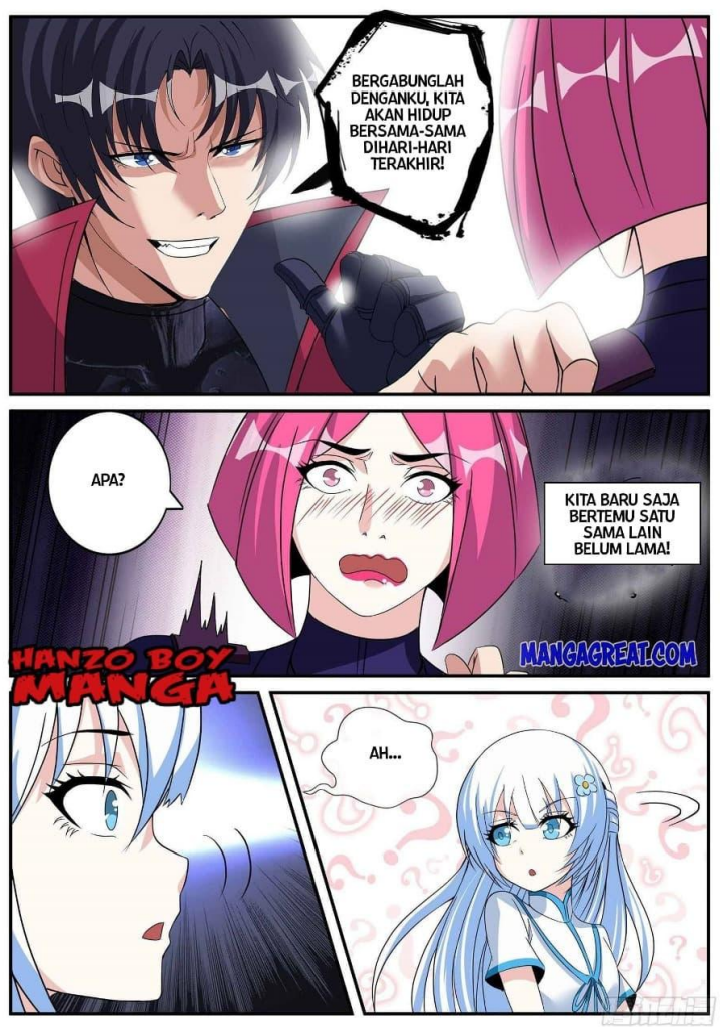 BERGABUNGLAH
DENGANKU, KITA
AKAN HIDUP
BERSAMA-SAMA
DIHARI-HARI
TERAKHIR!
APA?
KITA BARU SAJA
BERTEMU SATU
SAMA LAIN
BELUM LAMA!
HANZO BOY
MANGA
MANGAGREAT.COM
AH...